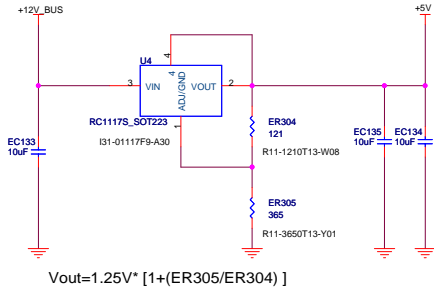 +12V_BUS
+5V
U4
4
4
3
VIN
VOUT
2
ADJ/GND
1
RC1117S_SOT223
I31-01117F9-A30
EC133
10uF
ER304
121
R11-1210T13-W08
EC135
10uF
EC134
10uF
ER305
365
R11-3650T13-Y01
Vout=1.25V* [1+(ER305/ER304) ]